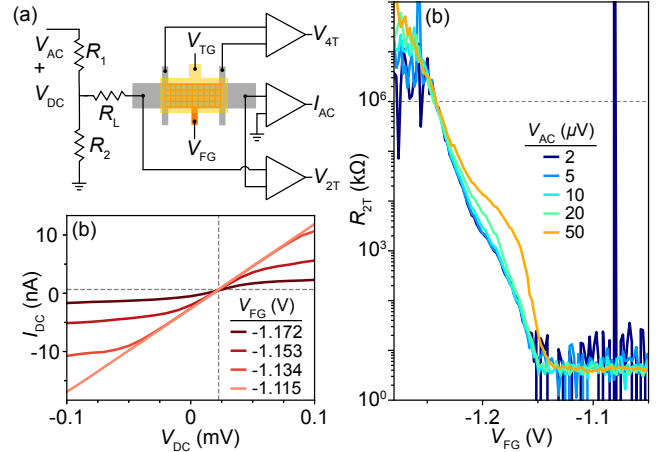 (a)
V_AC
+
V_DC
R_1
R_L
R_2
V_TG
V_FG
V_4T
I_AC
V_2T
(b)
I_DC (nA)
10
0
-10
V_FG (V)
-1.172
-1.153
-1.134
-1.115
-0.1
0
0.1
V_DC (mV)
(b)
R_2T (kΩ)
10^6
10^3
10^0
V_AC (µV)
2
5
10
20
50
-1.2
-1.1
V_FG (V)